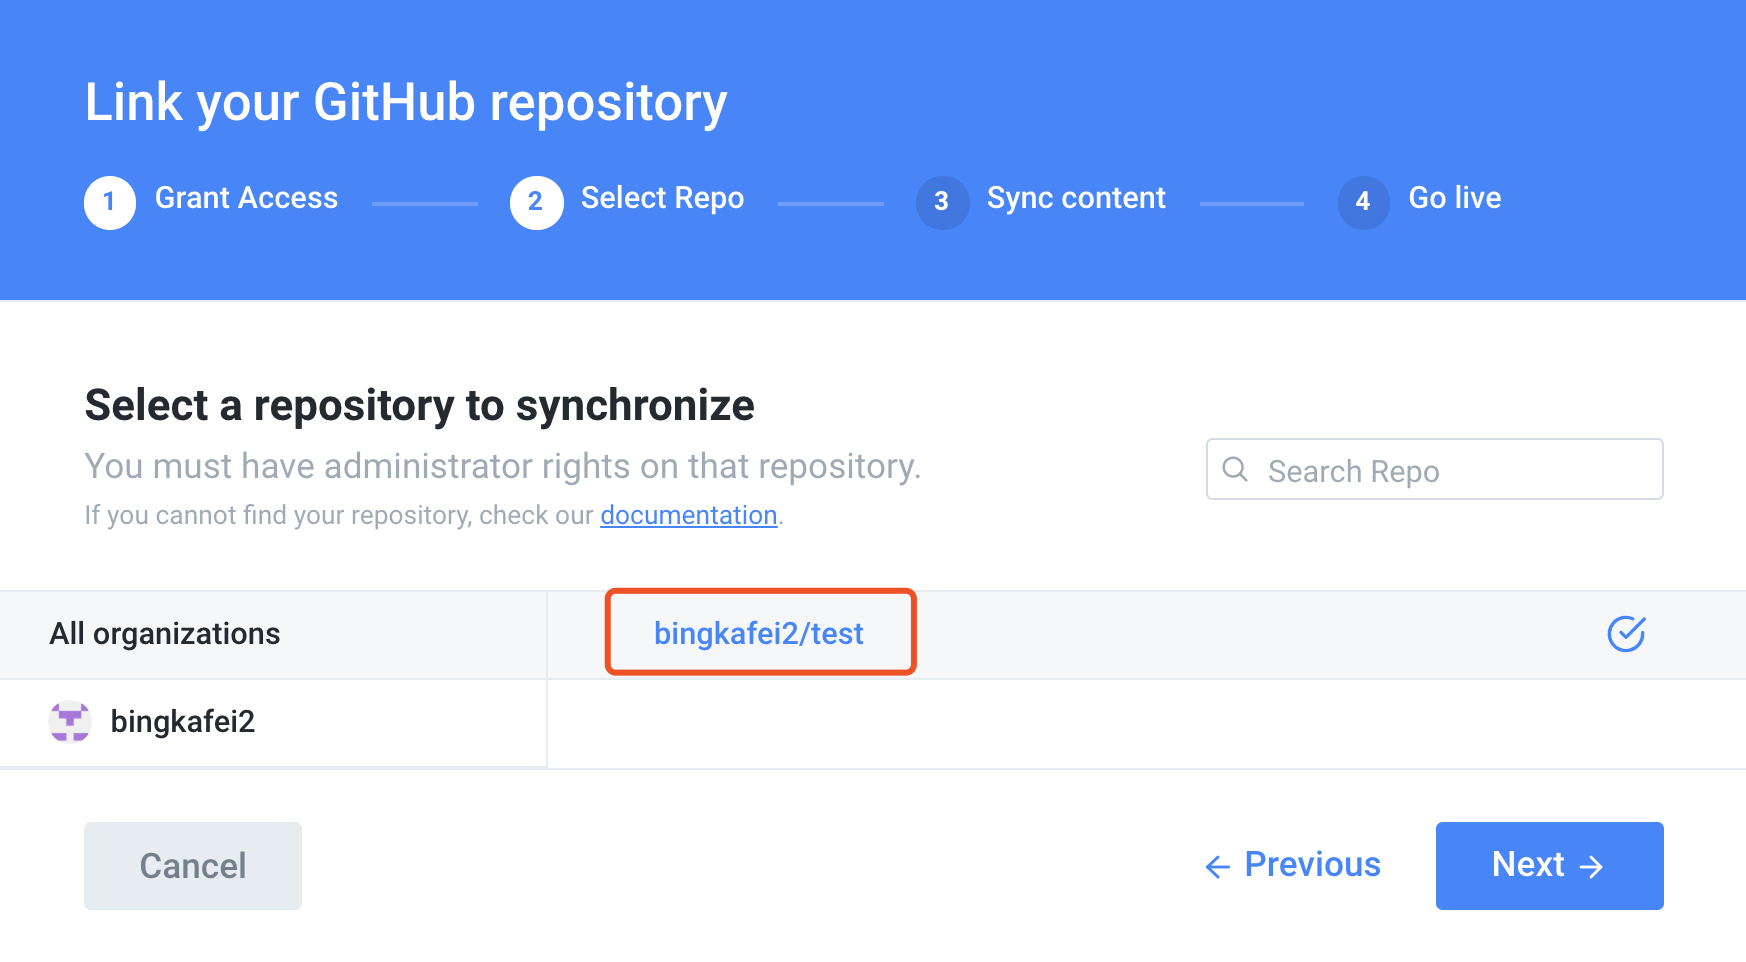 Link your GitHub repository
1 Grant Access 2 Select Repo 3 Sync content 4 Go live
Select a repository to synchronize
You must have administrator rights on that repository.
Search Repo
If you cannot find your repository, check our documentation.
All organizations
bingkafei2/test
bingkafei2
Cancel
← Previous
Next →